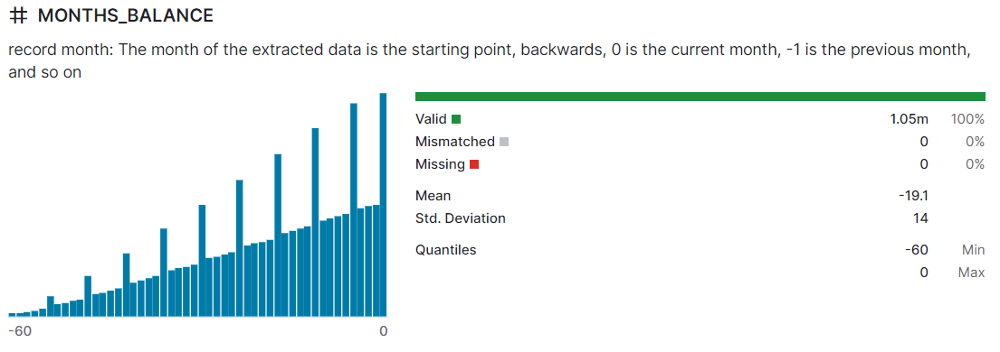 # MONTHS_BALANCE
record month: The month of the extracted data is the starting point, backwards, 0 is the current month, -1 is the previous month,
and so on
Valid 1.05m 100%
Mismatched 0 0%
Missing 0 0%
Mean -19.1
Std. Deviation 14
Quantiles -60 Min
0 Max
-60 0